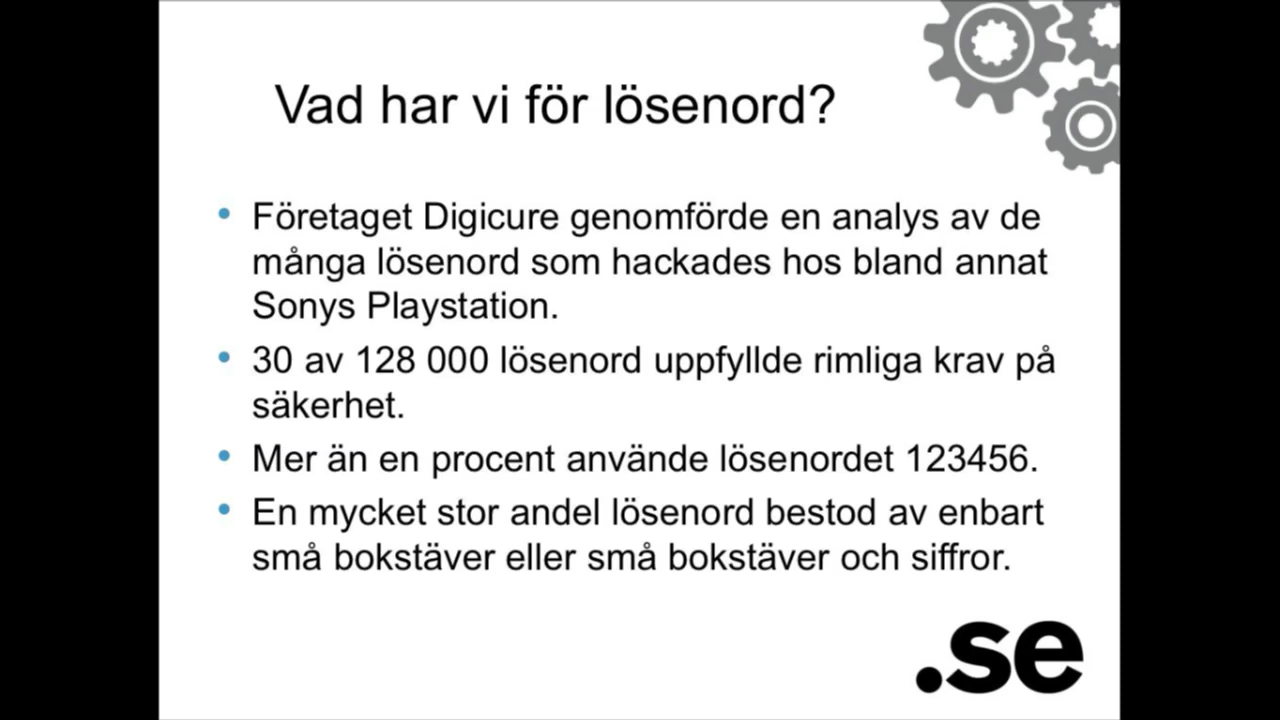 Vad har vi för lösenord?
• Företaget Digicure genomförde en analys av de
många lösenord som hackades hos bland annat
Sonys Playstation.
• 30 av 128 000 lösenord uppfyllde rimliga krav på
säkerhet.
• Mer än en procent använde lösenordet 123456.
• En mycket stor andel lösenord bestod av enbart
små bokstäver eller små bokstäver och siffror.
.se